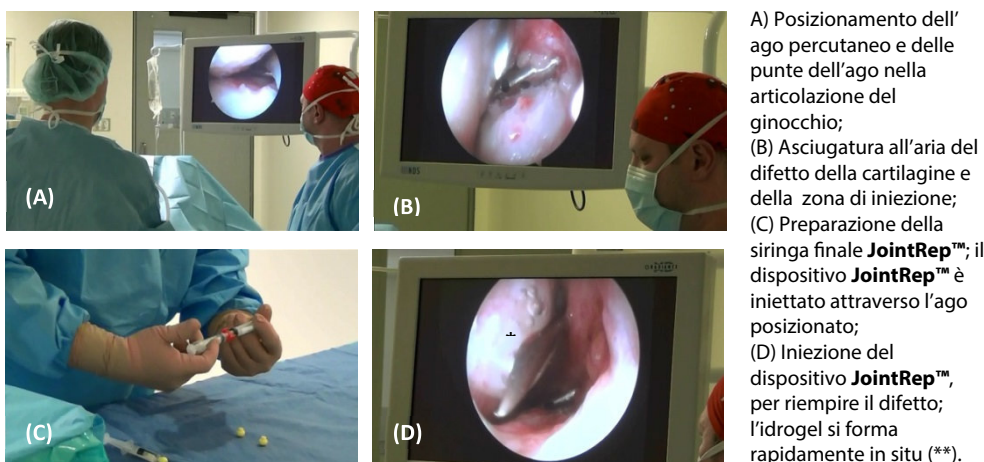 (A)
(B)
(C)
(D)
A) Posizionamento dell’
ago percutaneo e delle
punte dell’ago nella
articolazione del
ginocchio;
(B) Asciugatura all’aria del
difetto della cartilagine e
della zona di iniezione;
(C) Preparazione della
siringa finale JointRep™; il
dispositivo JointRep™ è
iniettato attraverso l’ago
posizionato;
(D) Iniezione del
dispositivo JointRep™,
per riempire il difetto;
l’idrogel si forma
rapidamente in situ (**).